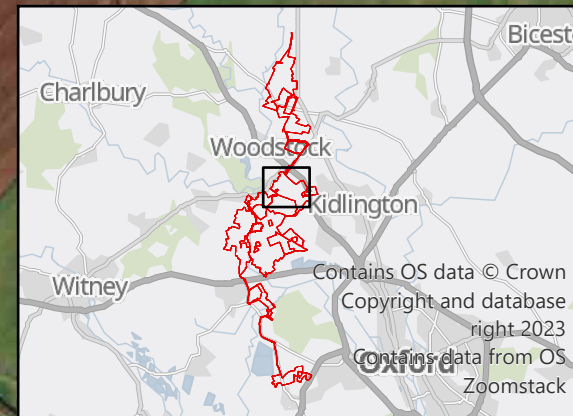 Bicest
Charlbury
Woodstock
Kidlington
Witney
Contains OS data © Crown
Copyright and database
right 2023
Contains data from OS
Zoomstack
Oxford